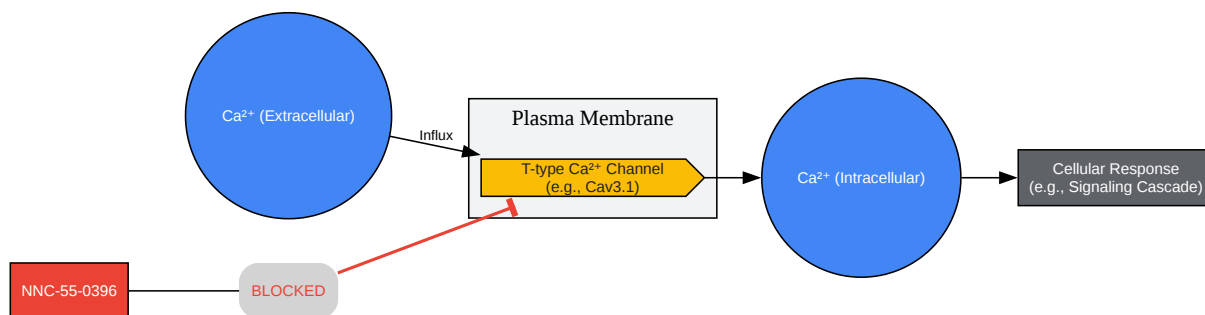 Ca²⁺ (Extracellular)
Influx
Plasma Membrane
T-type Ca²⁺ Channel
(e.g., Cav3.1)
Ca²⁺ (Intracellular)
Cellular Response
(e.g., Signaling Cascade)
NNC-55-0396
BLOCKED